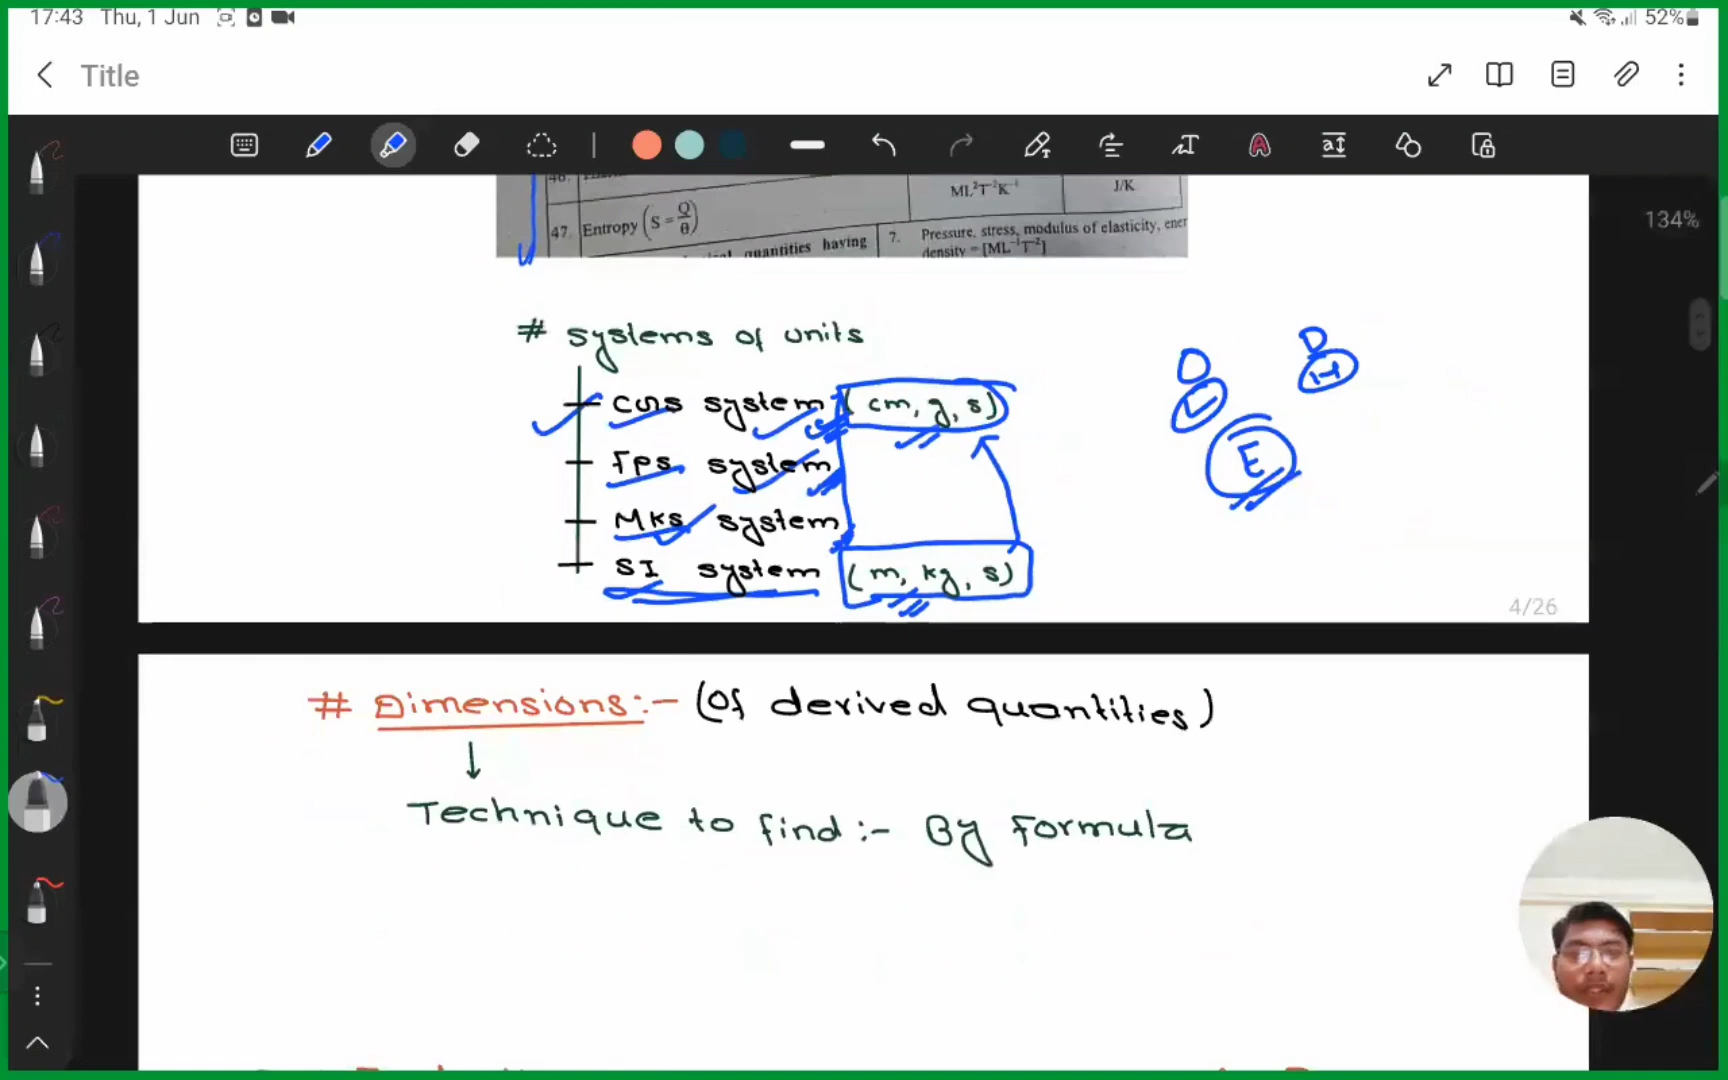 17:43 Thu, 1 Jun
52%
Title
134%
ML²T⁻²K⁻¹
J/K
47. Entropy (S = Q/θ)
quantities having
7. Pressure, stress, modulus of elasticity, ener
density = [ML⁻¹T⁻²]
# Systems of units
CGS system (cm, g, s)
FPS system
MKS system
SI system (m, kg, s)
E
4/26
# Dimensions:- (Of derived quantities)
↓
Technique to find :- By Formula